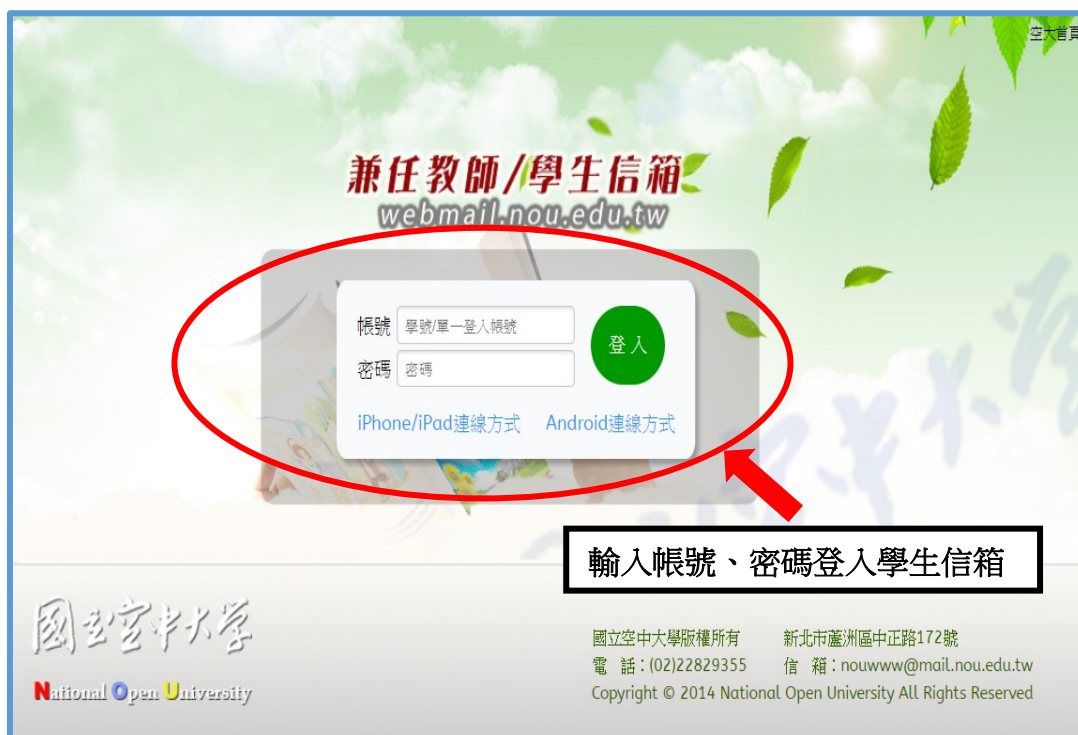 空大首頁
兼任教師/學生信箱
webmail.nou.edu.tw
帳號 學號/單一登入帳號
登入
密碼 密碼
iPhone/iPad連線方式 Android連線方式
輸入帳號、密碼登入學生信箱
國立空中大学
National Open University
國立空中大學版權所有 新北市蘆洲區中正路172號
電 話:(02)22829355 信 箱:nouwww@mail.nou.edu.tw
Copyright © 2014 National Open University All Rights Reserved